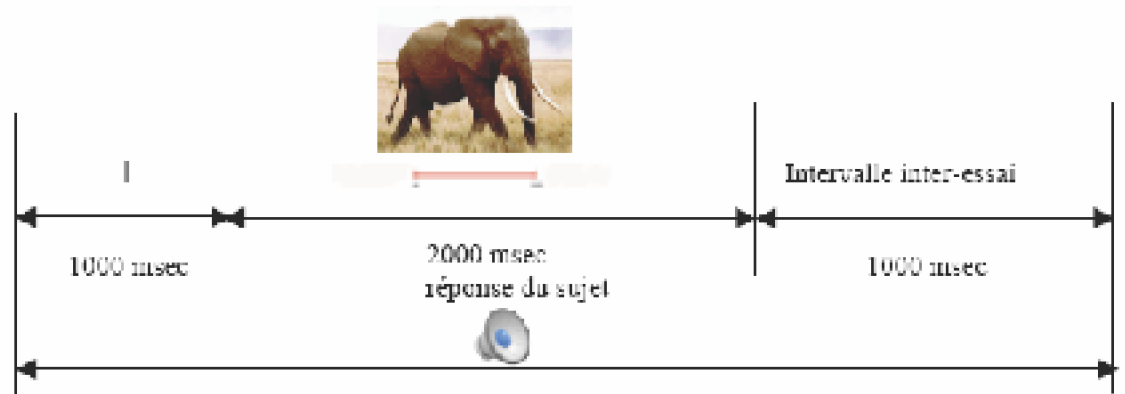 Intervalle inter-essai
1000 msec
2000 msec
réponse du sujet
1000 msec